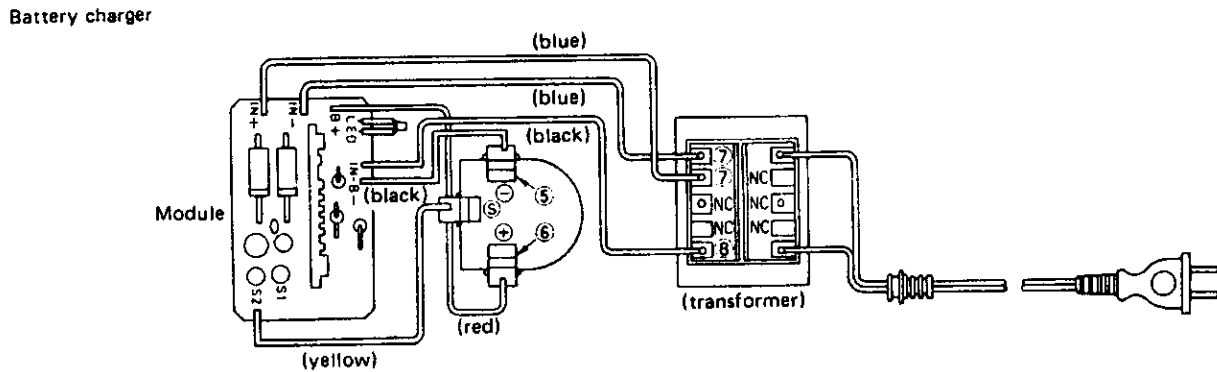 Battery charger
(blue)
(blue)
(black)
IN+
IN-
B+
LED
IN-
B-
(black)
Module
S2
S1
(yellow)
(red)
⊖
⑤
Ⓢ
⊕
⑥
⑦
⑦
NC
NC
⑧
NC
NC
NC
(transformer)